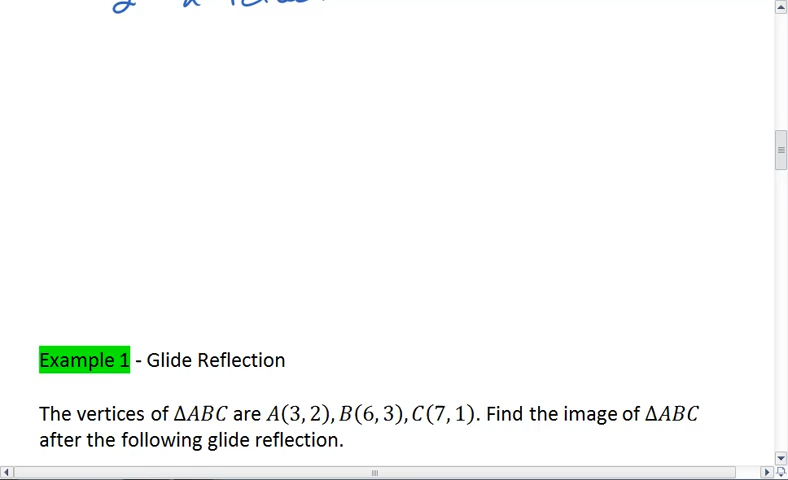 Example 1 - Glide Reflection
The vertices of ΔABC are A(3, 2), B(6, 3), C(7, 1). Find the image of ΔABC
after the following glide reflection.